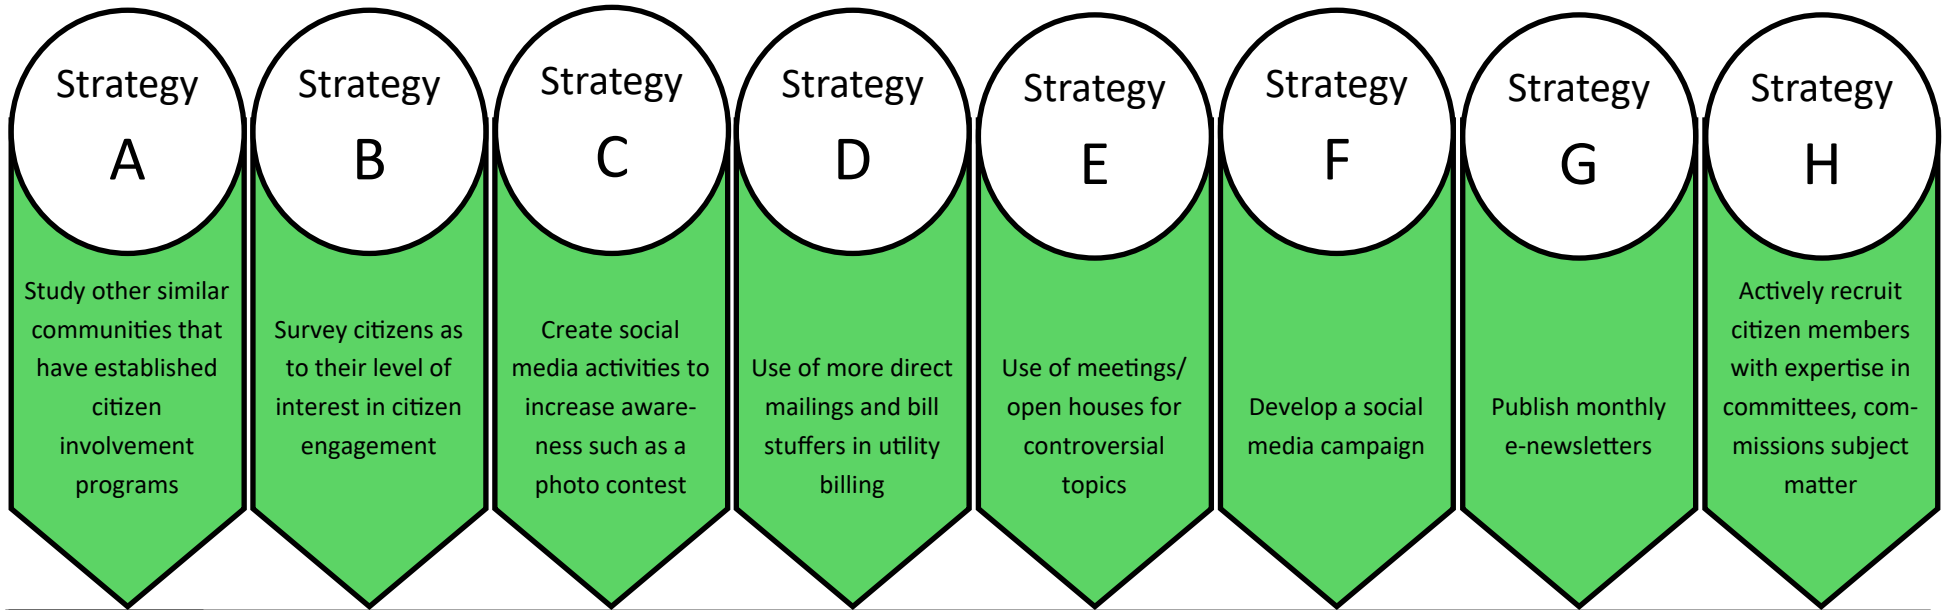 Strategy
A
Study other similar
communities that
have established
citizen
involvement
programs
Strategy
B
Survey citizens as
to their level of
interest in citizen
engagement
Strategy
C
Create social
media activities to
increase aware-
ness such as a
photo contest
Strategy
D
Use of more direct
mailings and bill
stuffers in utility
billing
Strategy
E
Use of meetings/
open houses for
controversial
topics
Strategy
F
Develop a social
media campaign
Strategy
G
Publish monthly
e-newsletters
Strategy
H
Actively recruit
citizen members
with expertise in
committees, com-
missions subject
matter